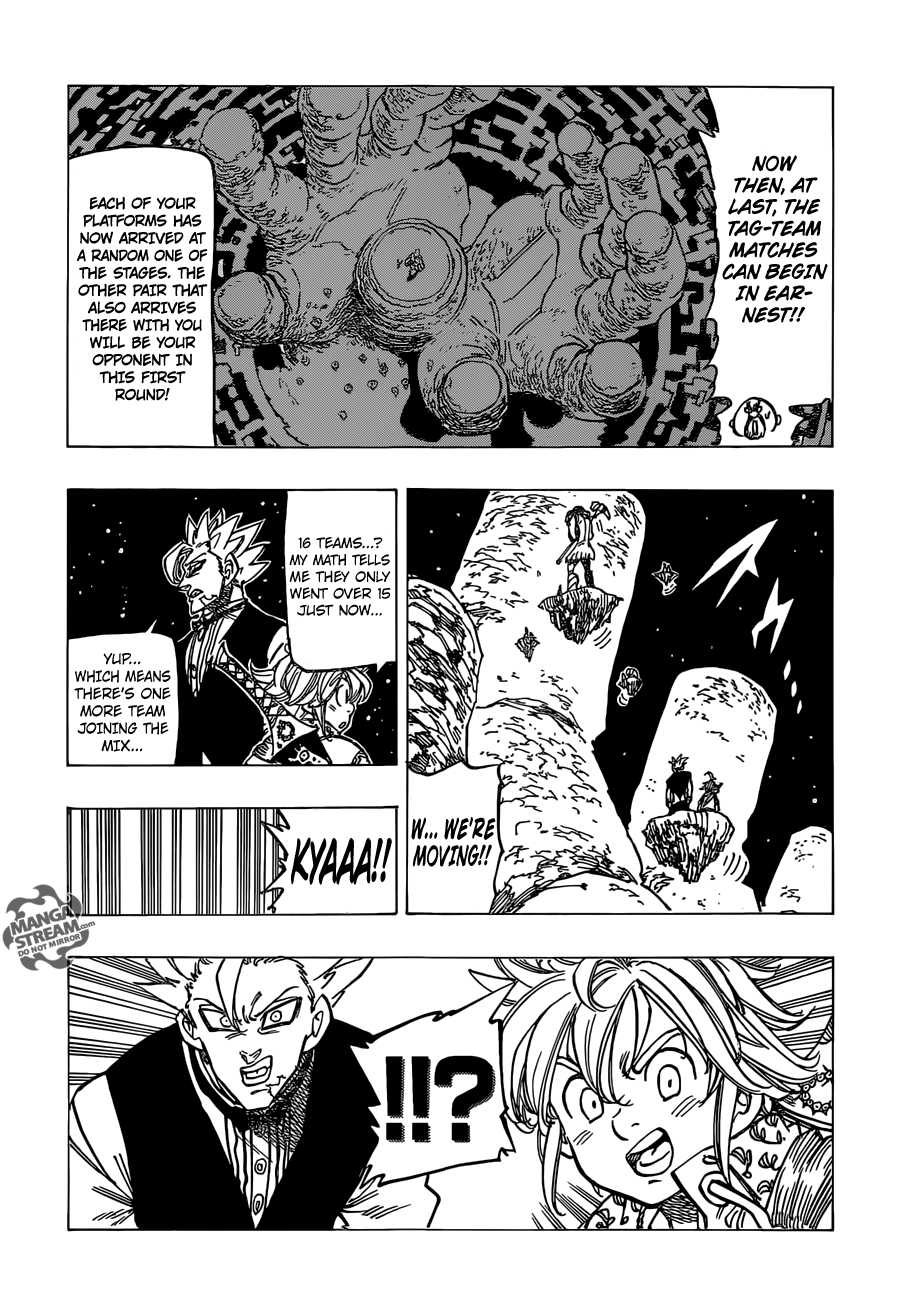 NOW
THEN, AT
LAST, THE
TAG-TEAM
MATCHES
CAN BEGIN
IN EAR-
NEST!!
EACH OF YOUR
PLATFORMS HAS
NOW ARRIVED AT
A RANDOM ONE OF
THE STAGES. THE
OTHER PAIR THAT
ALSO ARRIVES
THERE WITH YOU
WILL BE YOUR
OPPONENT IN
THIS FIRST
ROUND!
W... WE'RE
MOVING!!
16 TEAMS...?
MY MATH TELLS
ME THEY ONLY
WENT OVER 15
JUST NOW...
YUP...
WHICH MEANS
THERE'S ONE
MORE TEAM
JOINING THE
MIX...
KYAAA!!
!!?
MANGA
STREAM.com
DO NOT MIRROR